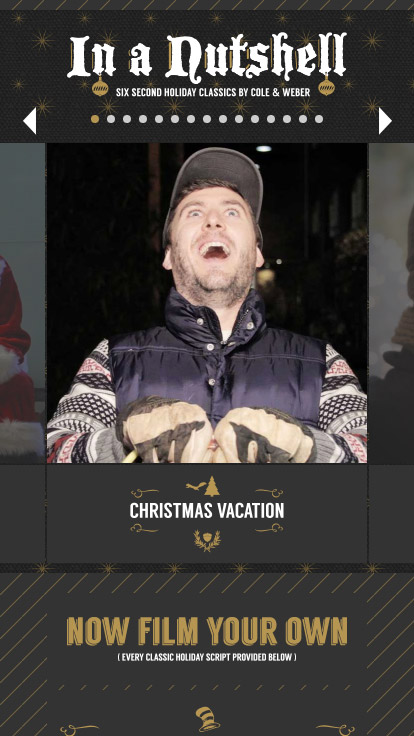 In a Nutshell
SIX SECOND HOLIDAY CLASSICS BY COLE & WEBER
CHRISTMAS VACATION
NOW FILM YOUR OWN
( EVERY CLASSIC HOLIDAY SCRIPT PROVIDED BELOW )